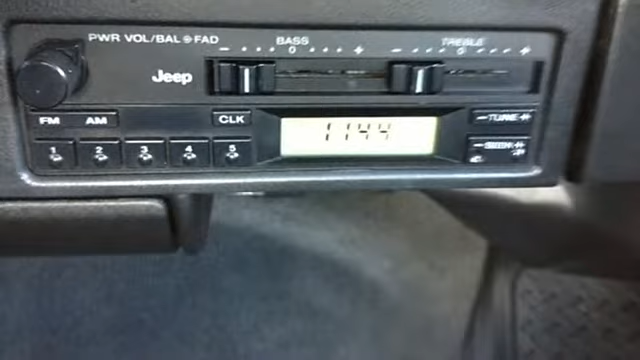 PWR VOL/BAL FAD
BASS
TREBLE
- 0 +
- 0 +
Jeep
FM AM
CLK
1144
- TUNE +
1 2 3 4 5
- SEEK +